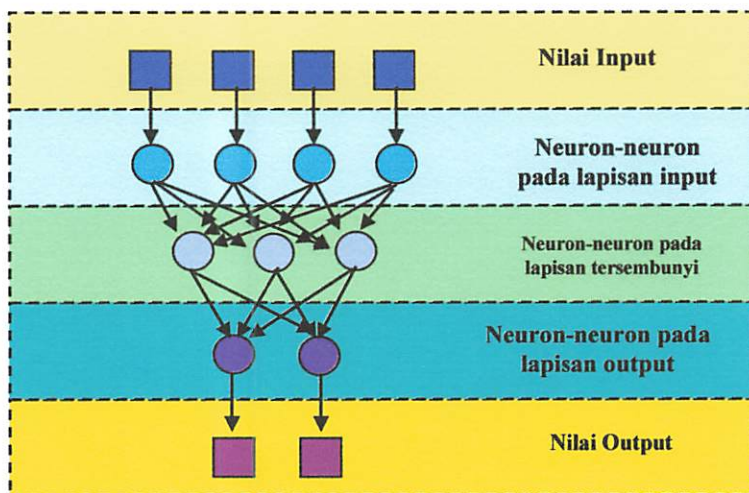 Nilai Input
Neuron-neuron
pada lapisan input
Neuron-neuron pada
lapisan tersembunyi
Neuron-neuron pada
lapisan output
Nilai Output